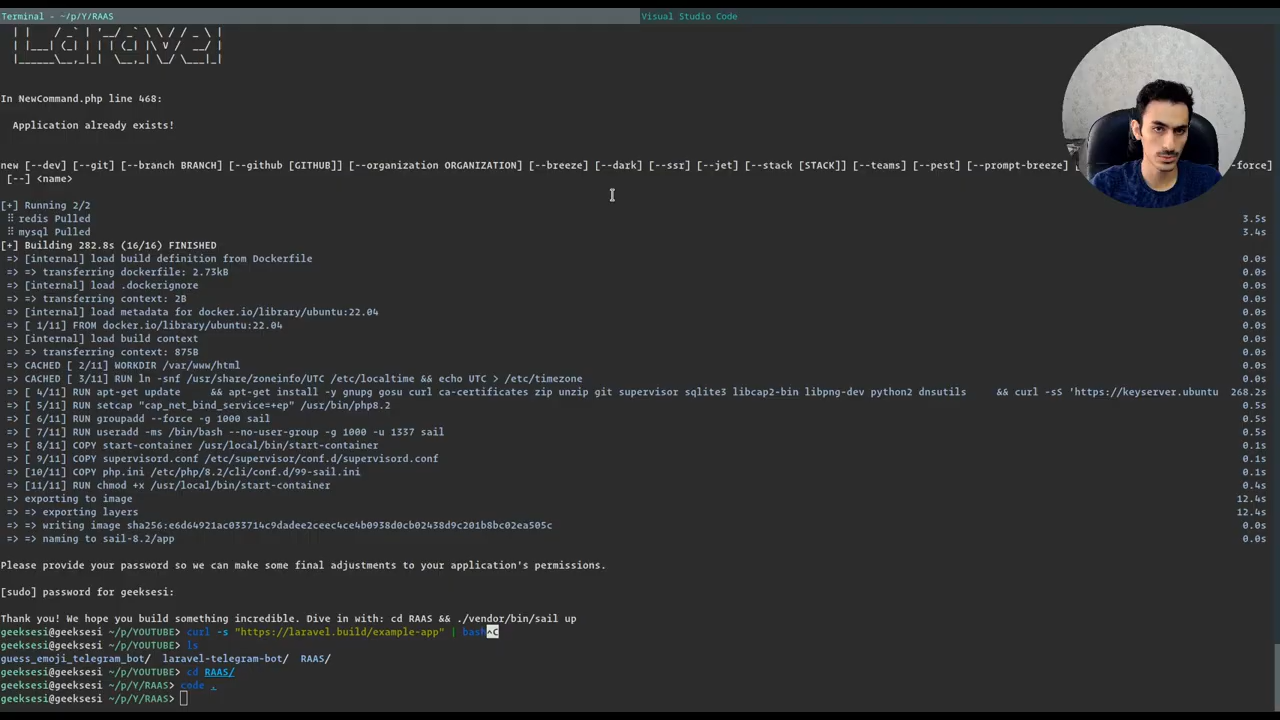 Terminal - ~/p/Y/RAAS
Visual Studio Code
Laravel
In NewCommand.php line 468:
Application already exists!
new [--dev] [--git] [--branch BRANCH] [--github [GITHUB]] [--organization ORGANIZATION] [--breeze] [--dark] [--ssr] [--jet] [--stack [STACK]] [--teams] [--pest] [--prompt-breeze] [ -force]
[--] <name>
[+] Running 2/2
⠿ redis Pulled 3.5s
⠿ mysql Pulled 3.4s
[+] Building 282.8s (16/16) FINISHED
=> [internal] load build definition from Dockerfile 0.0s
=> => transferring dockerfile: 2.73kB 0.0s
=> [internal] load .dockerignore 0.0s
=> => transferring context: 2B 0.0s
=> [internal] load metadata for docker.io/library/ubuntu:22.04 0.0s
=> [ 1/11] FROM docker.io/library/ubuntu:22.04 0.0s
=> [internal] load build context 0.0s
=> => transferring context: 875B 0.0s
=> CACHED [ 2/11] WORKDIR /var/www/html 0.0s
=> CACHED [ 3/11] RUN ln -snf /usr/share/zoneinfo/UTC /etc/localtime && echo UTC > /etc/timezone 0.0s
=> [ 4/11] RUN apt-get update && apt-get install -y gnupg gosu curl ca-certificates zip unzip git supervisor sqlite3 libcap2-bin libpng-dev python2 dnsutils && curl -sS 'https://keyserver.ubuntu 268.2s
=> [ 5/11] RUN setcap "cap_net_bind_service=+ep" /usr/bin/php8.2 0.5s
=> [ 6/11] RUN groupadd --force -g 1000 sail 0.5s
=> [ 7/11] RUN useradd -ms /bin/bash --no-user-group -g 1000 -u 1337 sail 0.5s
=> [ 8/11] COPY start-container /usr/local/bin/start-container 0.1s
=> [ 9/11] COPY supervisord.conf /etc/supervisor/conf.d/supervisord.conf 0.1s
=> [10/11] COPY php.ini /etc/php/8.2/cli/conf.d/99-sail.ini 0.1s
=> [11/11] RUN chmod +x /usr/local/bin/start-container 0.4s
=> exporting to image 12.4s
=> => exporting layers 12.4s
=> => writing image sha256:e6d64921ac033714c9dadee2ceec4ce4b0938d0cb02438d9c201b8bc02ea505c 0.0s
=> => naming to sail-8.2/app 0.0s
Please provide your password so we can make some final adjustments to your application's permissions.
[sudo] password for geeksesi:
Thank you! We hope you build something incredible. Dive in with: cd RAAS && ./vendor/bin/sail up
geeksesi@geeksesi ~/p/YOUTUBE> curl -s "https://laravel.build/example-app" | bash^C
geeksesi@geeksesi ~/p/YOUTUBE> ls
guess_emoji_telegram_bot/ laravel-telegram-bot/ RAAS/
geeksesi@geeksesi ~/p/YOUTUBE> cd RAAS/
geeksesi@geeksesi ~/p/Y/RAAS> code .
geeksesi@geeksesi ~/p/Y/RAAS>